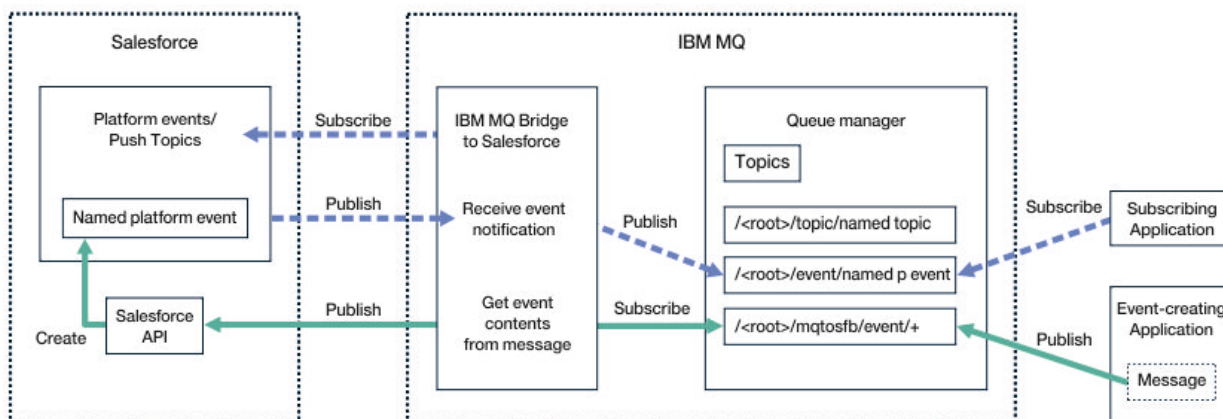 Salesforce
IBM MQ
Platform events/
Push Topics
Subscribe
IBM MQ Bridge
to Salesforce
Queue manager
Topics
Named platform event
Publish
Receive event
notification
Publish
/<root>/topic/named topic
Subscribe
Subscribing
Application
/<root>/event/named p event
Create
Salesforce
API
Publish
Get event
contents
from message
Subscribe
/<root>/mqtosfb/event/+
Publish
Event-creating
Application
Message